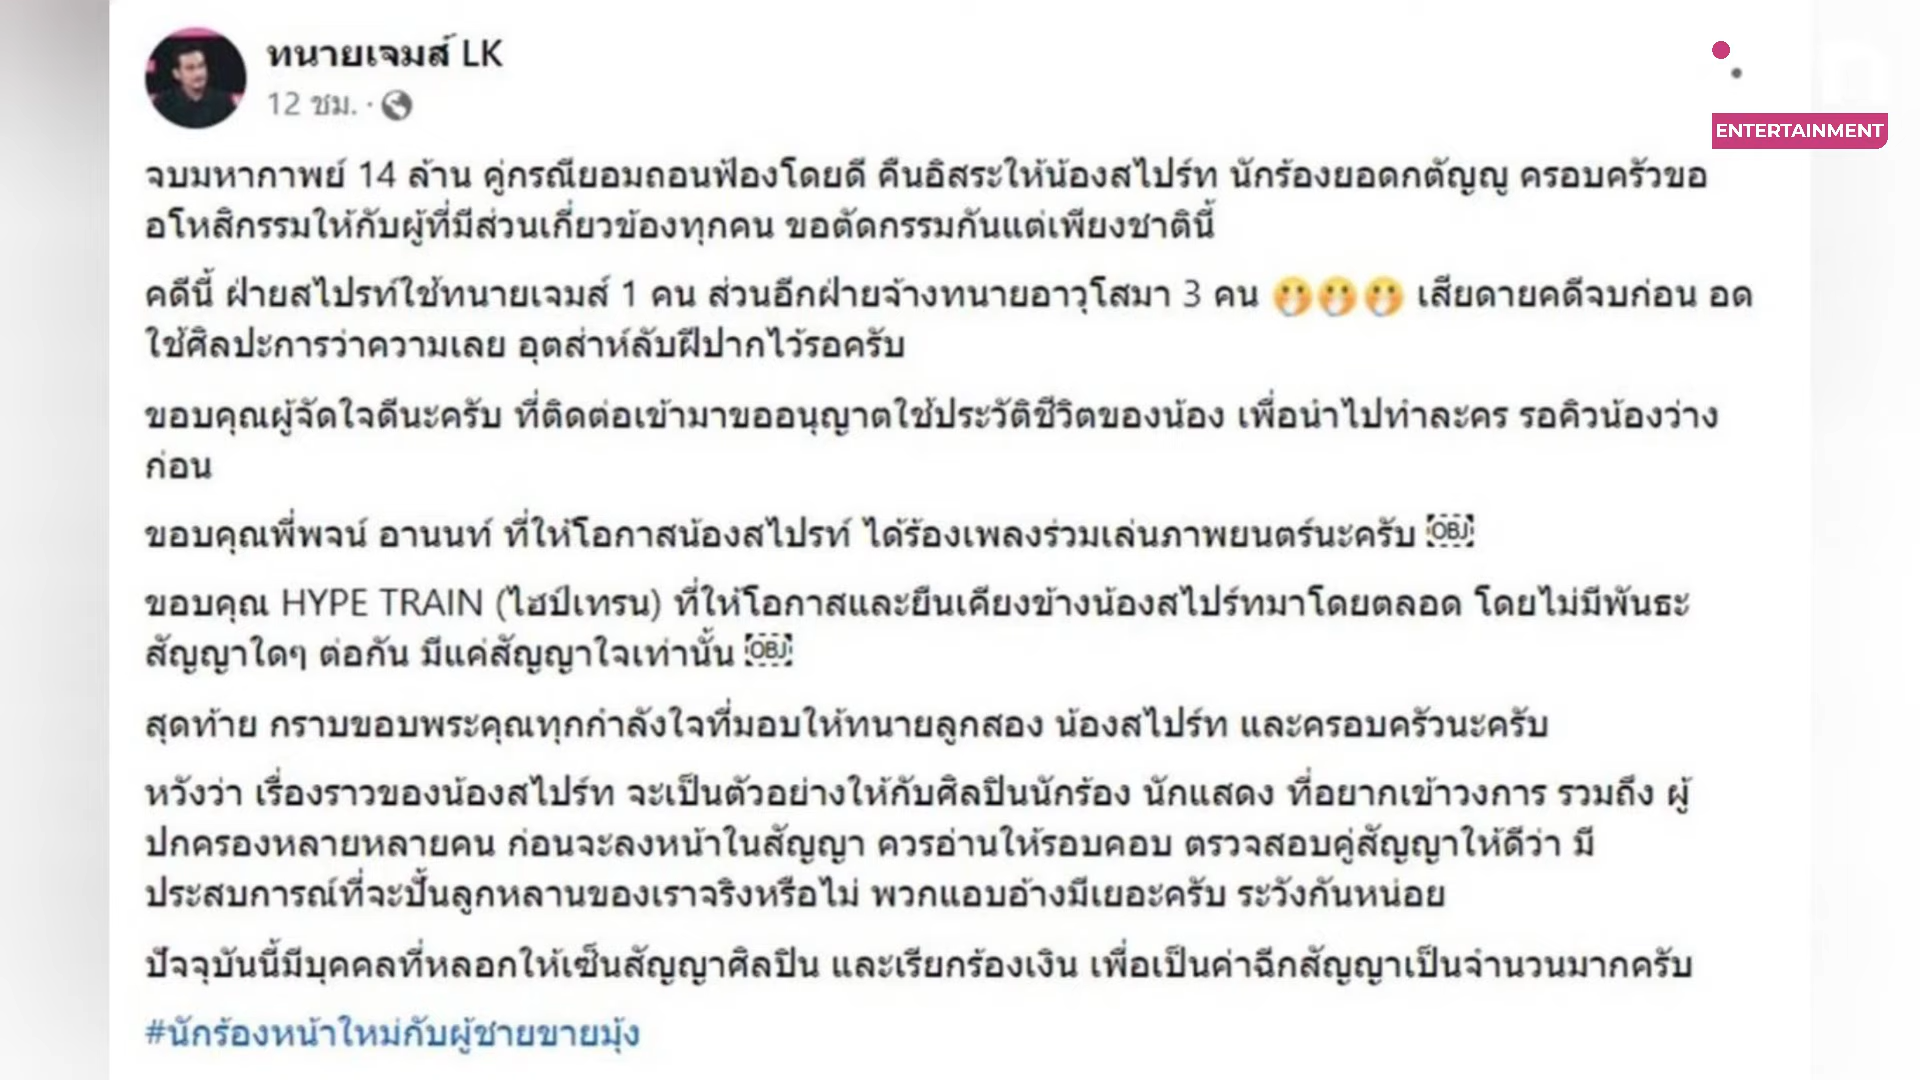 ทนายเจมส์ LK
12 ชม. ·
ENTERTAINMENT
จบมหากาพย์ 14 ล้าน คู่กรณียอมถอนฟ้องโดยดี คืนอิสระให้น้องสไปร์ท นักร้องยอดกตัญญู ครอบครัวขอ
อโหสิกรรมให้กับผู้ที่มีส่วนเกี่ยวข้องทุกคน ขอตัดกรรมกันแต่เพียงชาตินี้
คดีนี้ ฝ่ายสไปรท์ใช้ทนายเจมส์ 1 คน ส่วนอีกฝ่ายจ้างทนายอาวุโสมา 3 คน 🤭🤭🤭 เสียดายคดีจบก่อน อด
ใช้ศิลปะการว่าความเลย อุตส่าห์ลับฝีปากไว้รอครับ
ขอบคุณผู้จัดใจดีนะครับ ที่ติดต่อเข้ามาขออนุญาตใช้ประวัติชีวิตของน้อง เพื่อนำไปทำละคร รอคิวน้องว่าง
ก่อน
ขอบคุณพี่พจน์ อานนท์ ที่ให้โอกาสน้องสไปรท์ ได้ร้องเพลงร่วมเล่นภาพยนตร์นะครับ OBJ
ขอบคุณ HYPE TRAIN (ไฮป์เทรน) ที่ให้โอกาสและยืนเคียงข้างน้องสไปร์ทมาโดยตลอด โดยไม่มีพันธะ
สัญญาใดๆ ต่อกัน มีแค่สัญญาใจเท่านั้น OBJ
สุดท้าย กราบขอบพระคุณทุกกำลังใจที่มอบให้ทนายลูกสอง น้องสไปร์ท และครอบครัวนะครับ
หวังว่า เรื่องราวของน้องสไปร์ท จะเป็นตัวอย่างให้กับศิลปินนักร้อง นักแสดง ที่อยากเข้าวงการ รวมถึง ผู้
ปกครองหลายหลายคน ก่อนจะลงหน้าในสัญญา ควรอ่านให้รอบคอบ ตรวจสอบคู่สัญญาให้ดีว่า มี
ประสบการณ์ที่จะปั้นลูกหลานของเราจริงหรือไม่ พวกแอบอ้างมีเยอะครับ ระวังกันหน่อย
ปัจจุบันนี้มีบุคคลที่หลอกให้เซ็นสัญญาศิลปิน และเรียกร้องเงิน เพื่อเป็นค่าฉีกสัญญาเป็นจำนวนมากครับ
#นักร้องหน้าใหม่กับผู้ชายขายมุ้ง